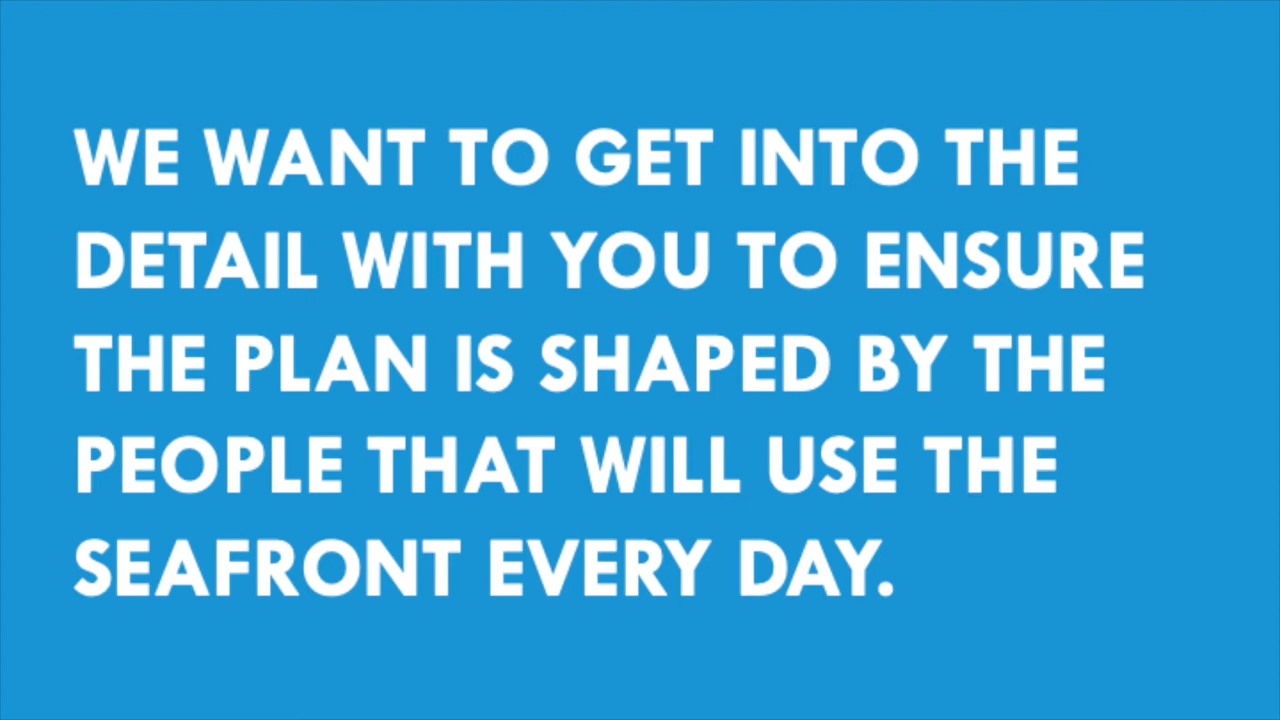 WE WANT TO GET INTO THE
DETAIL WITH YOU TO ENSURE
THE PLAN IS SHAPED BY THE
PEOPLE THAT WILL USE THE
SEAFRONT EVERY DAY.